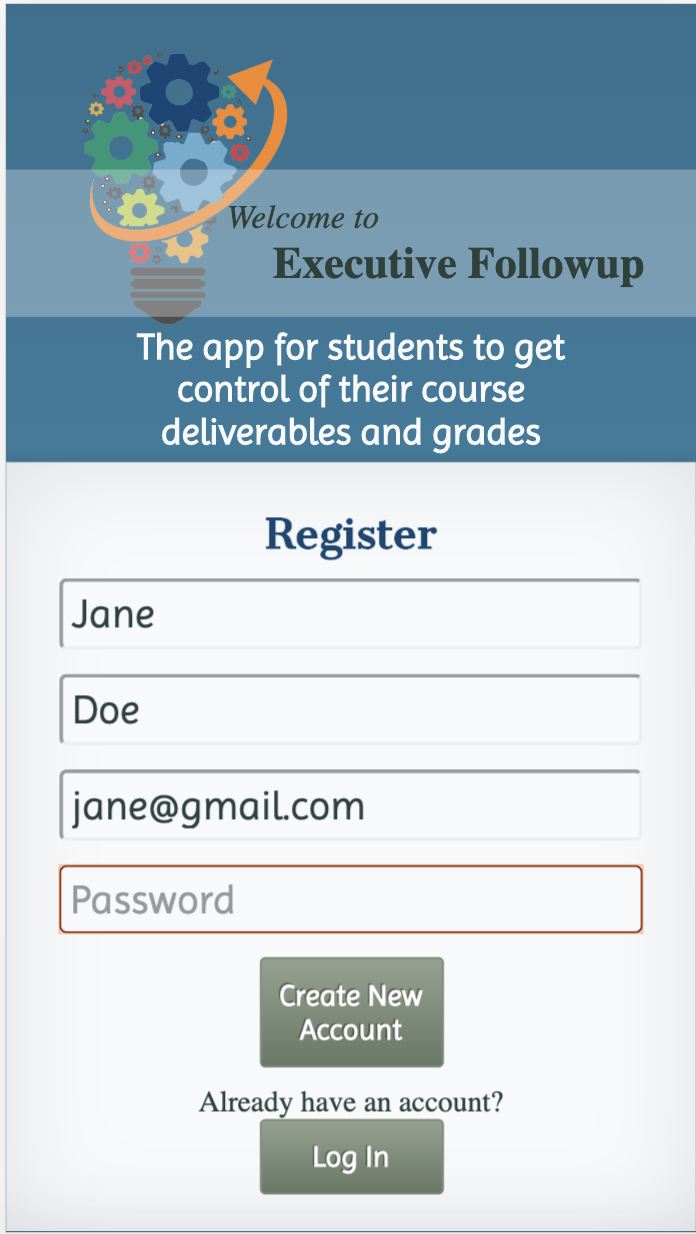 Welcome to
Executive Followup
The app for students to get
control of their course
deliverables and grades
Register
Jane
Doe
jane@gmail.com
Password
Create New
Account
Already have an account?
Log In